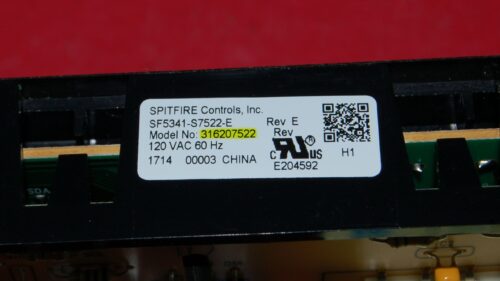 SPITFIRE Controls, Inc.
SF5341-S7522-E Rev E
Model No: 316207522 Rev
120 VAC 60 Hz
1714 00003 CHINA
C RU US
E204592
H1
SDA